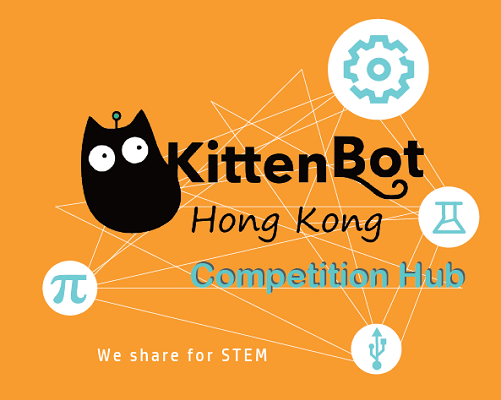 KittenBot
Hong Kong
Competition Hub
π
We share for STEM